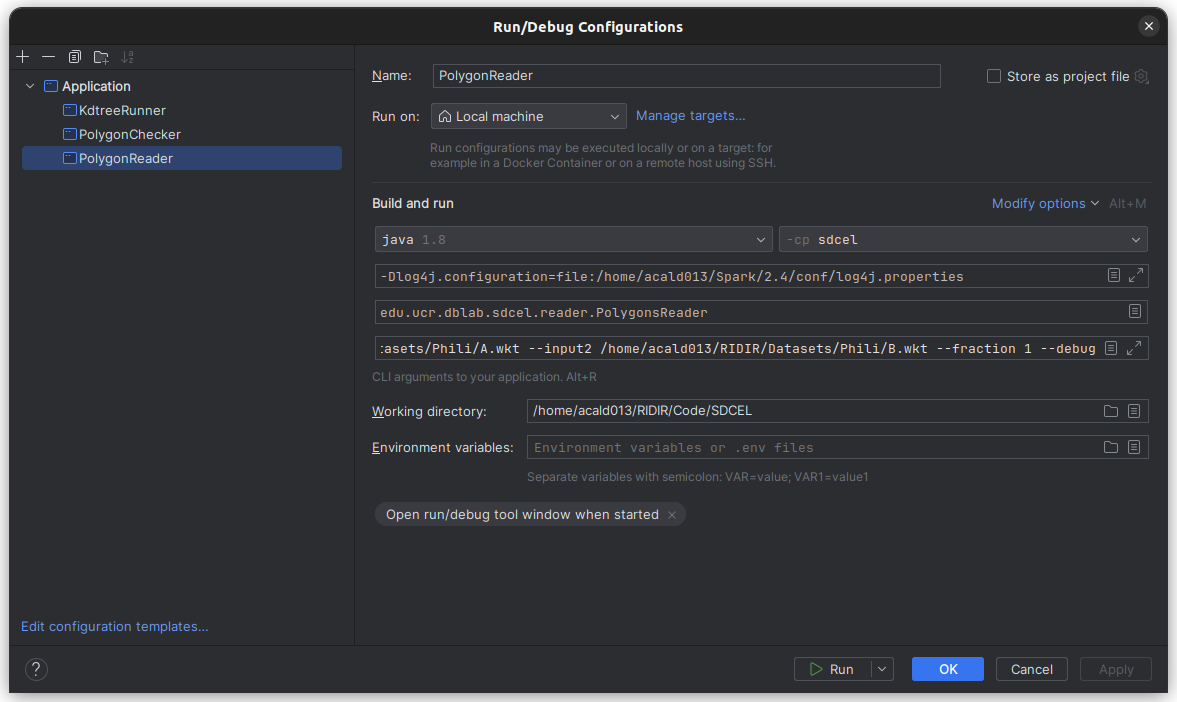 Run/Debug Configurations
Application
KdtreeRunner
PolygonChecker
PolygonReader
Edit configuration templates...
Name: PolygonReader Store as project file
Run on: Local machine Manage targets...
Run configurations may be executed locally or on a target: for
example in a Docker Container or on a remote host using SSH.
Build and run Modify options Alt+M
java 1.8 -cp sdcel
-Dlog4j.configuration=file:/home/acald013/Spark/2.4/conf/log4j.properties
edu.ucr.dblab.sdcel.reader.PolygonsReader
asets/Phili/A.wkt --input2 /home/acald013/RIDIR/Datasets/Phili/B.wkt --fraction 1 --debug
CLI arguments to your application. Alt+R
Working directory: /home/acald013/RIDIR/Code/SDCEL
Environment variables: Environment variables or .env files
Separate variables with semicolon: VAR=value; VAR1=value1
Open run/debug tool window when started
? Run OK Cancel Apply